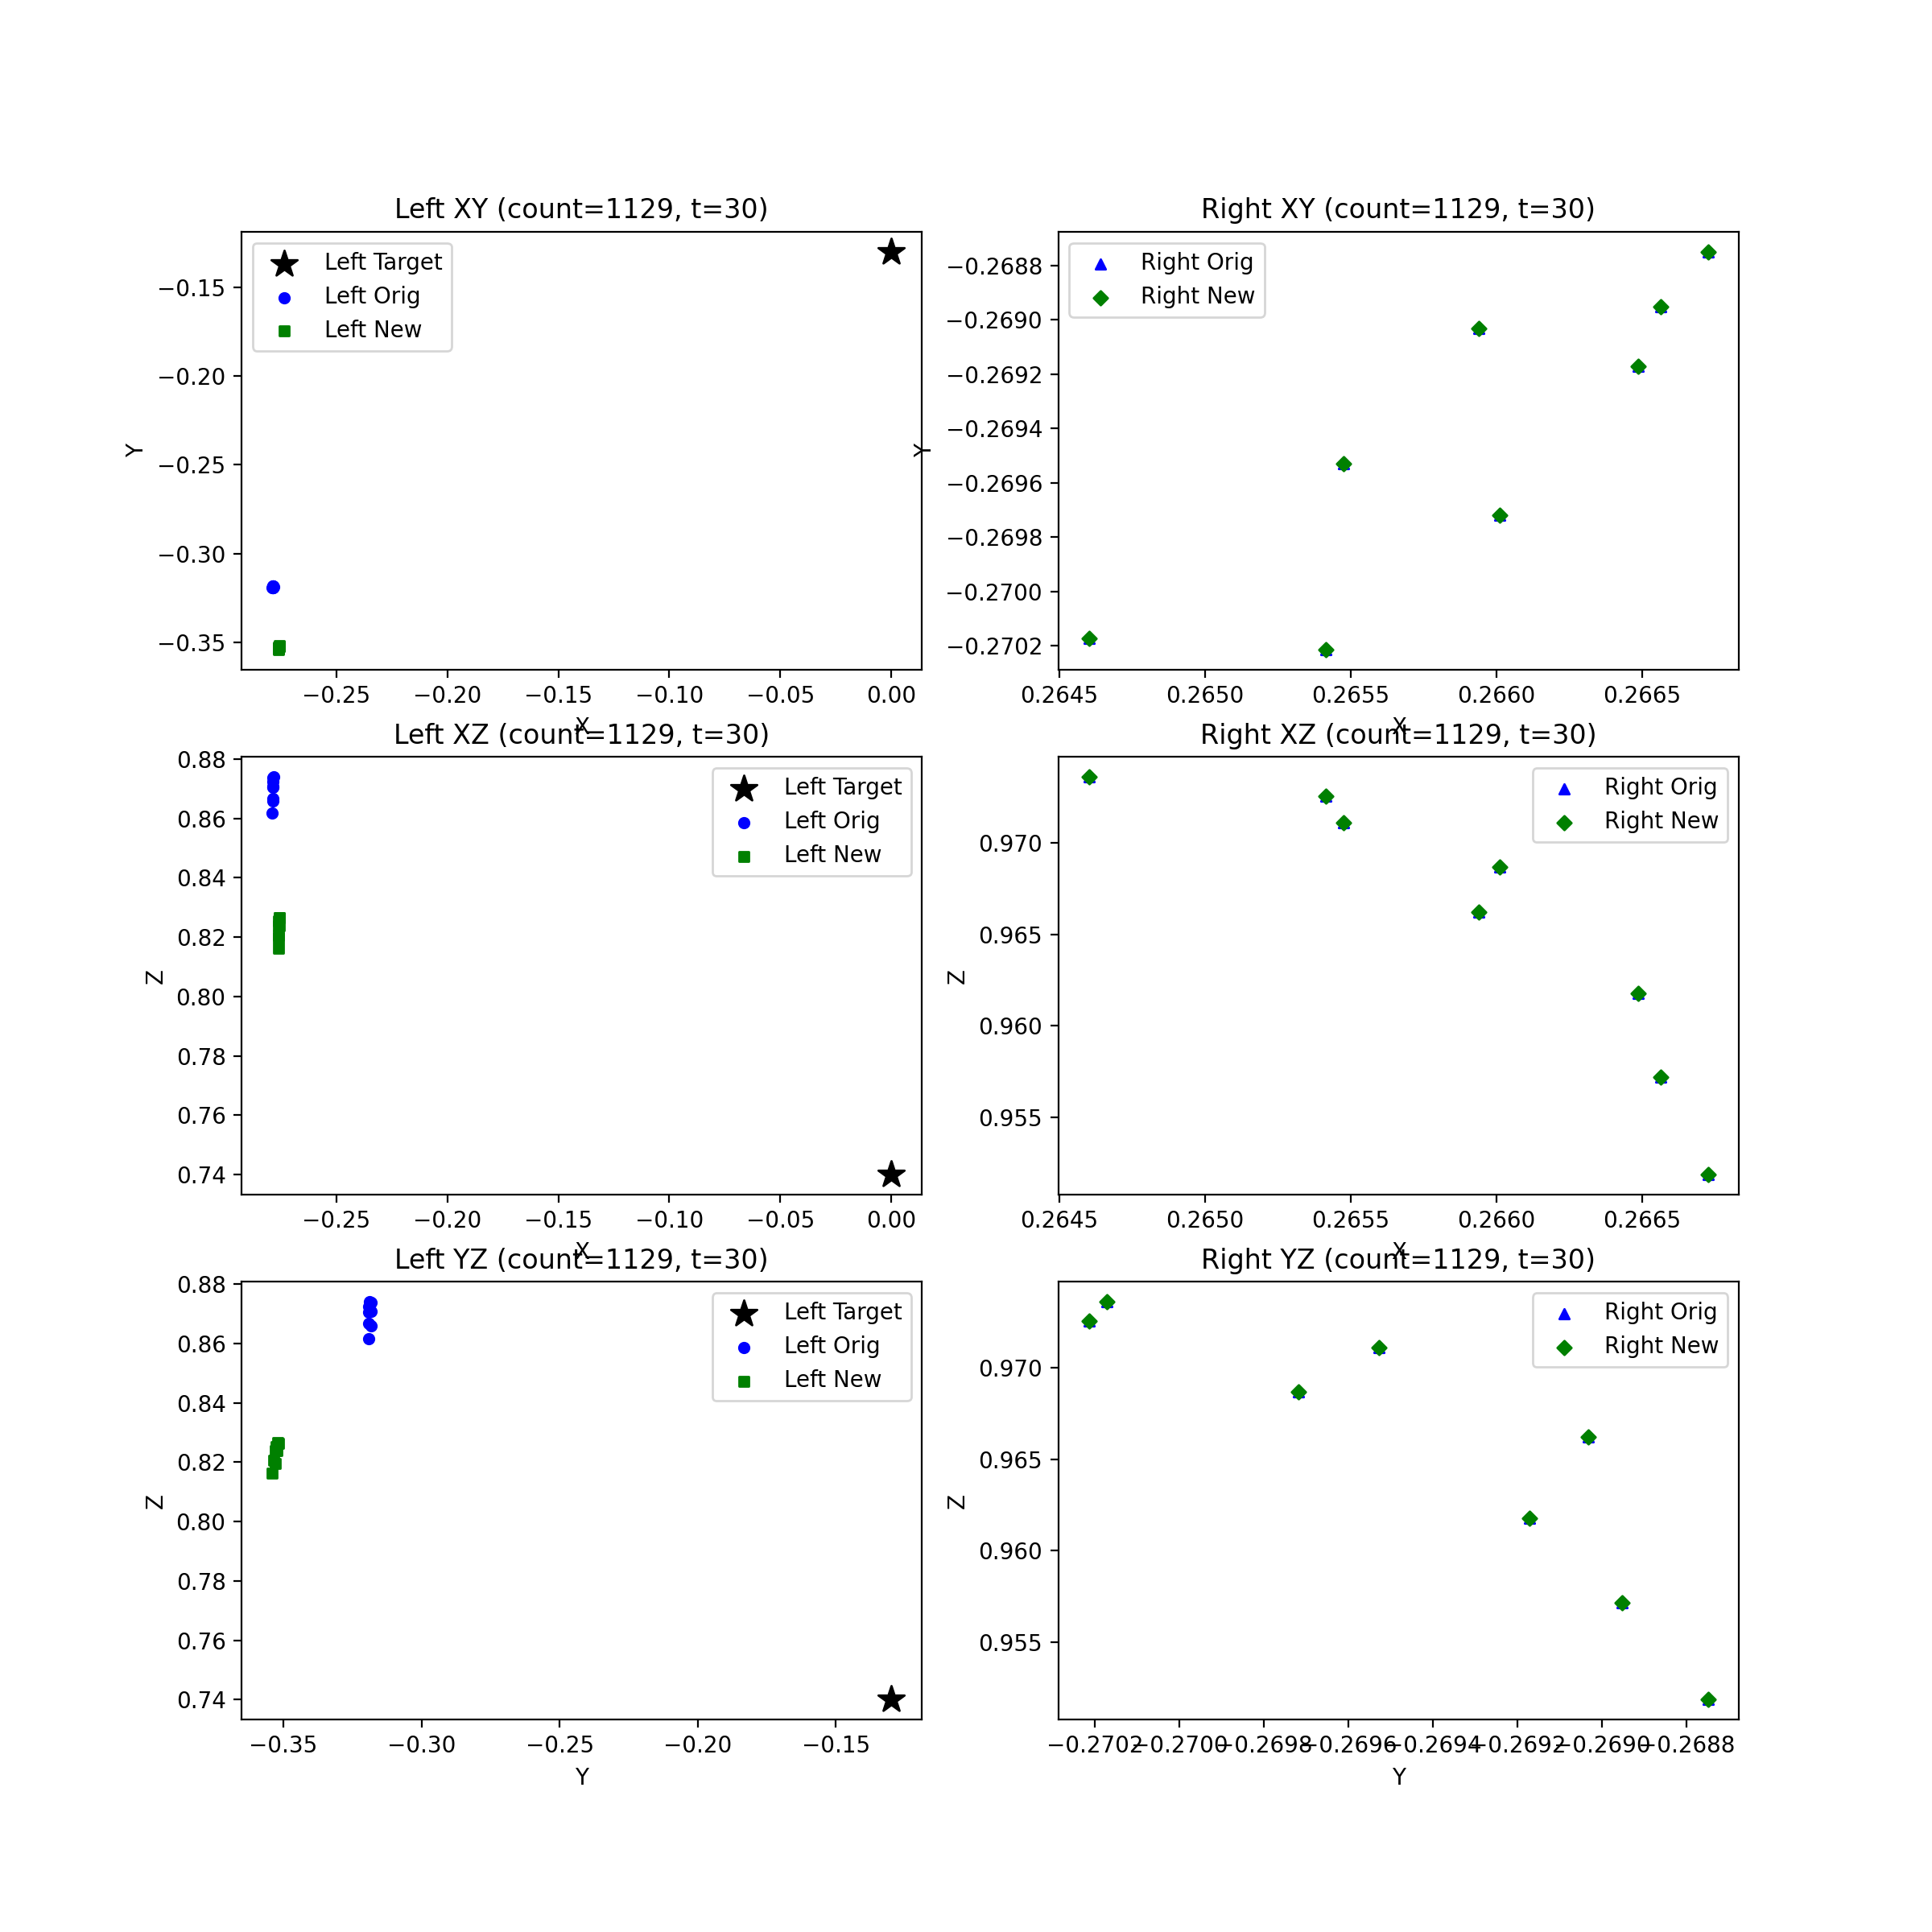 Left XY (count=1129, t=30)
Left Target
Left Orig
Left New
−0.15
−0.20
−0.25
−0.30
−0.35
Y
−0.25
−0.20
−0.15
−0.10
−0.05
0.00
X
Right XY (count=1129, t=30)
Right Orig
Right New
−0.2688
−0.2690
−0.2692
−0.2694
−0.2696
−0.2698
−0.2700
−0.2702
Y
0.2645
0.2650
0.2655
0.2660
0.2665
X
Left XZ (count=1129, t=30)
Left Target
Left Orig
Left New
0.88
0.86
0.84
0.82
0.80
0.78
0.76
0.74
Z
−0.25
−0.20
−0.15
−0.10
−0.05
0.00
X
Right XZ (count=1129, t=30)
Right Orig
Right New
0.970
0.965
0.960
0.955
Z
0.2645
0.2650
0.2655
0.2660
0.2665
X
Left YZ (count=1129, t=30)
Left Target
Left Orig
Left New
0.88
0.86
0.84
0.82
0.80
0.78
0.76
0.74
Z
−0.35
−0.30
−0.25
−0.20
−0.15
Y
Right YZ (count=1129, t=30)
Right Orig
Right New
0.970
0.965
0.960
0.955
Z
−0.2702
−0.2700
−0.2698
−0.2696
−0.2694
−0.2692
−0.2690
−0.2688
Y